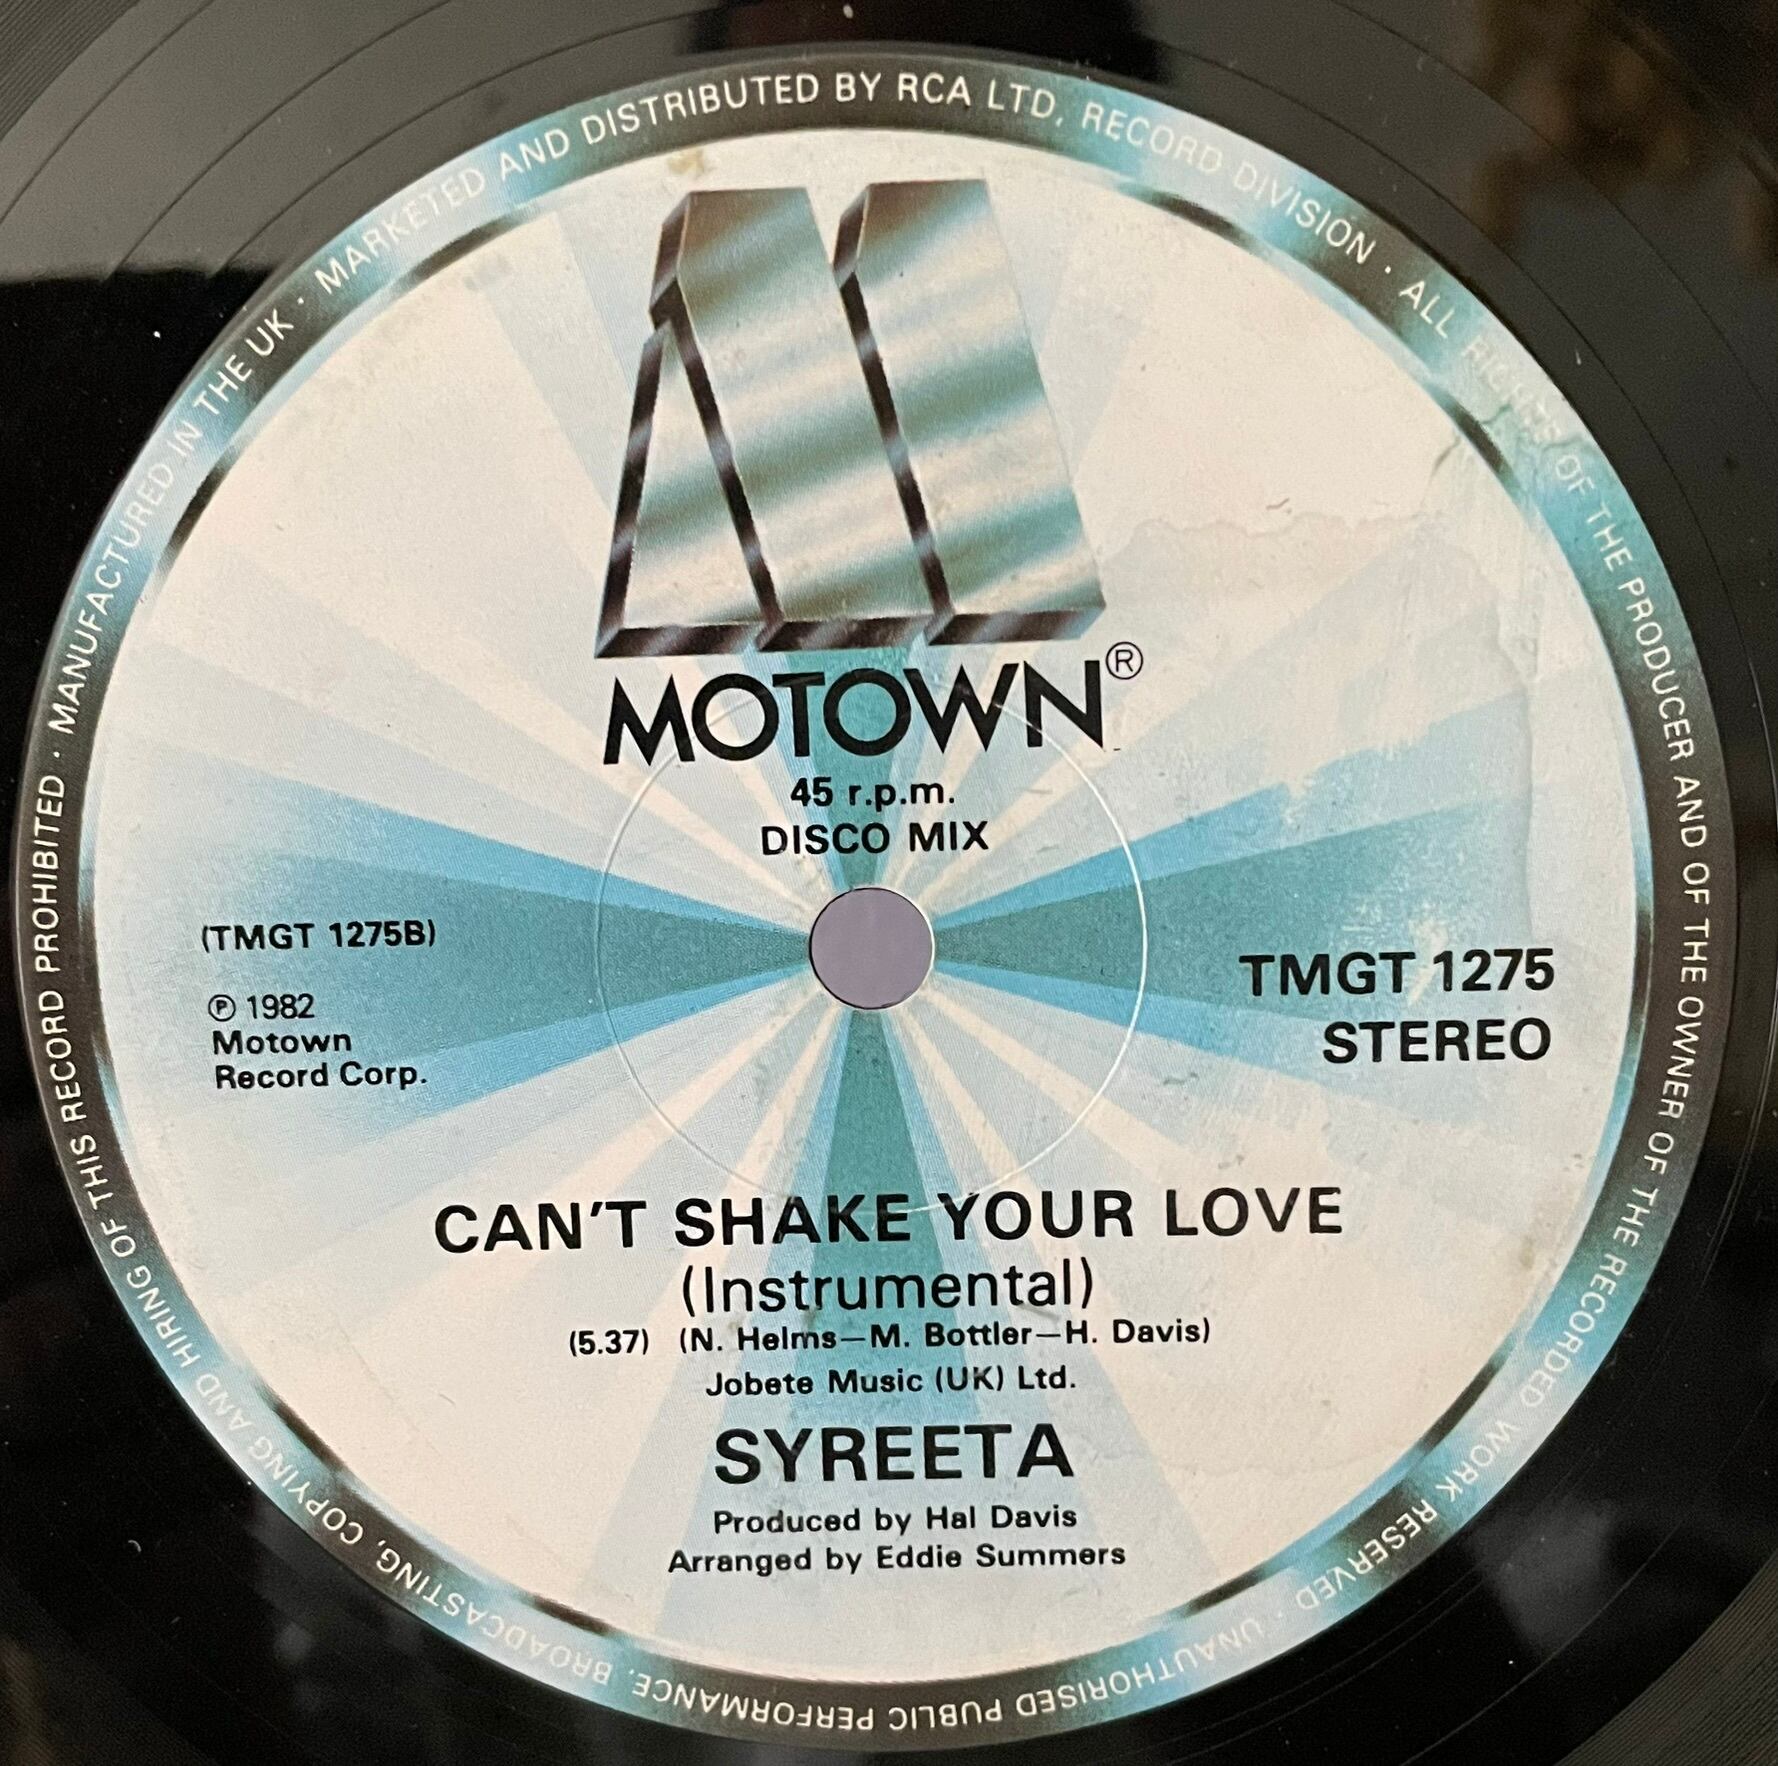 MANUFACTURED IN THE UK · MARKETED AND DISTRIBUTED BY RCA LTD, RECORD DIVISION · ALL RIGHTS OF THE PRODUCER AND OF THE OWNER OF THE RECORDED WORK RESERVED · UNAUTHORISED PUBLIC PERFORMANCE, BROADCASTING, COPYING AND HIRING OF THIS RECORD PROHIBITED ·
MOTOWN®
45 r.p.m.
DISCO MIX
(TMGT 1275B)
℗ 1982
Motown
Record Corp.
TMGT 1275
STEREO
CAN'T SHAKE YOUR LOVE
(Instrumental)
(5.37) (N. Helms—M. Bottler—H. Davis)
Jobete Music (UK) Ltd.
SYREETA
Produced by Hal Davis
Arranged by Eddie Summers